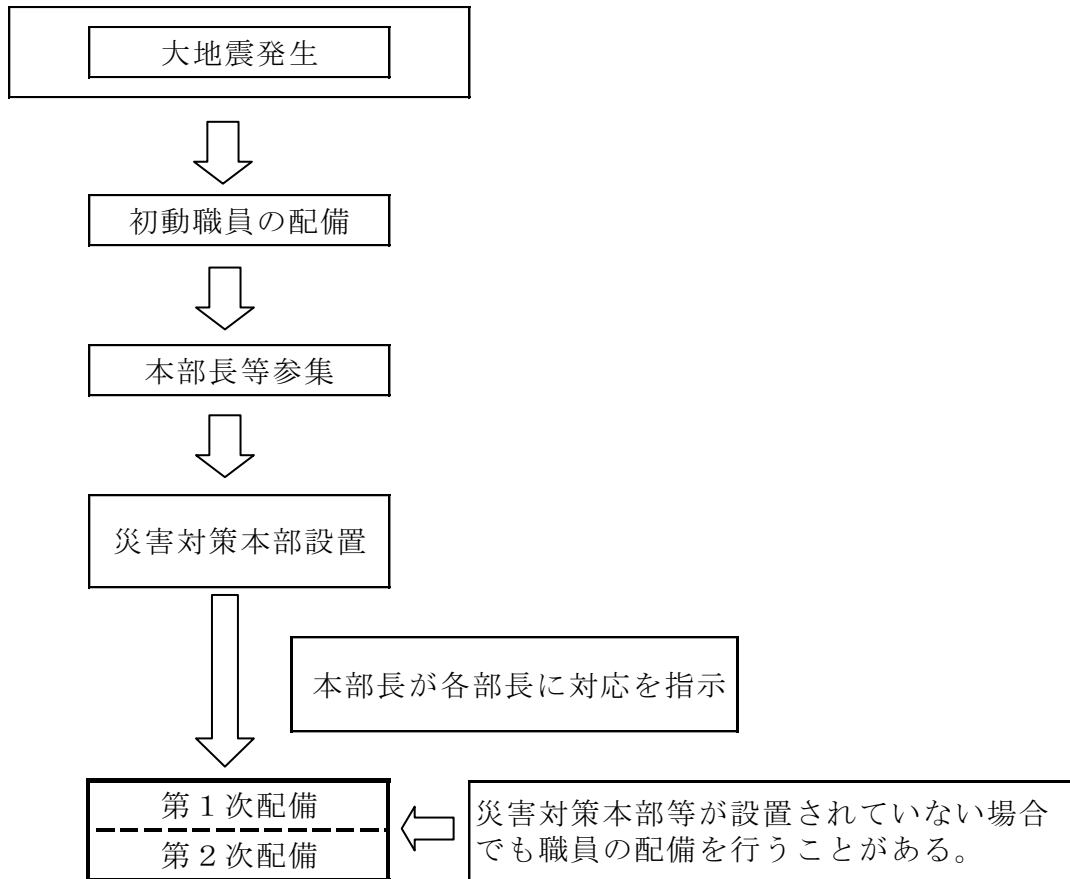 大地震発生
初動職員の配備
本部長等参集
災害対策本部設置
本部長が各部長に対応を指示
第１次配備
第２次配備
災害対策本部等が設置されていない場合
でも職員の配備を行うことがある。